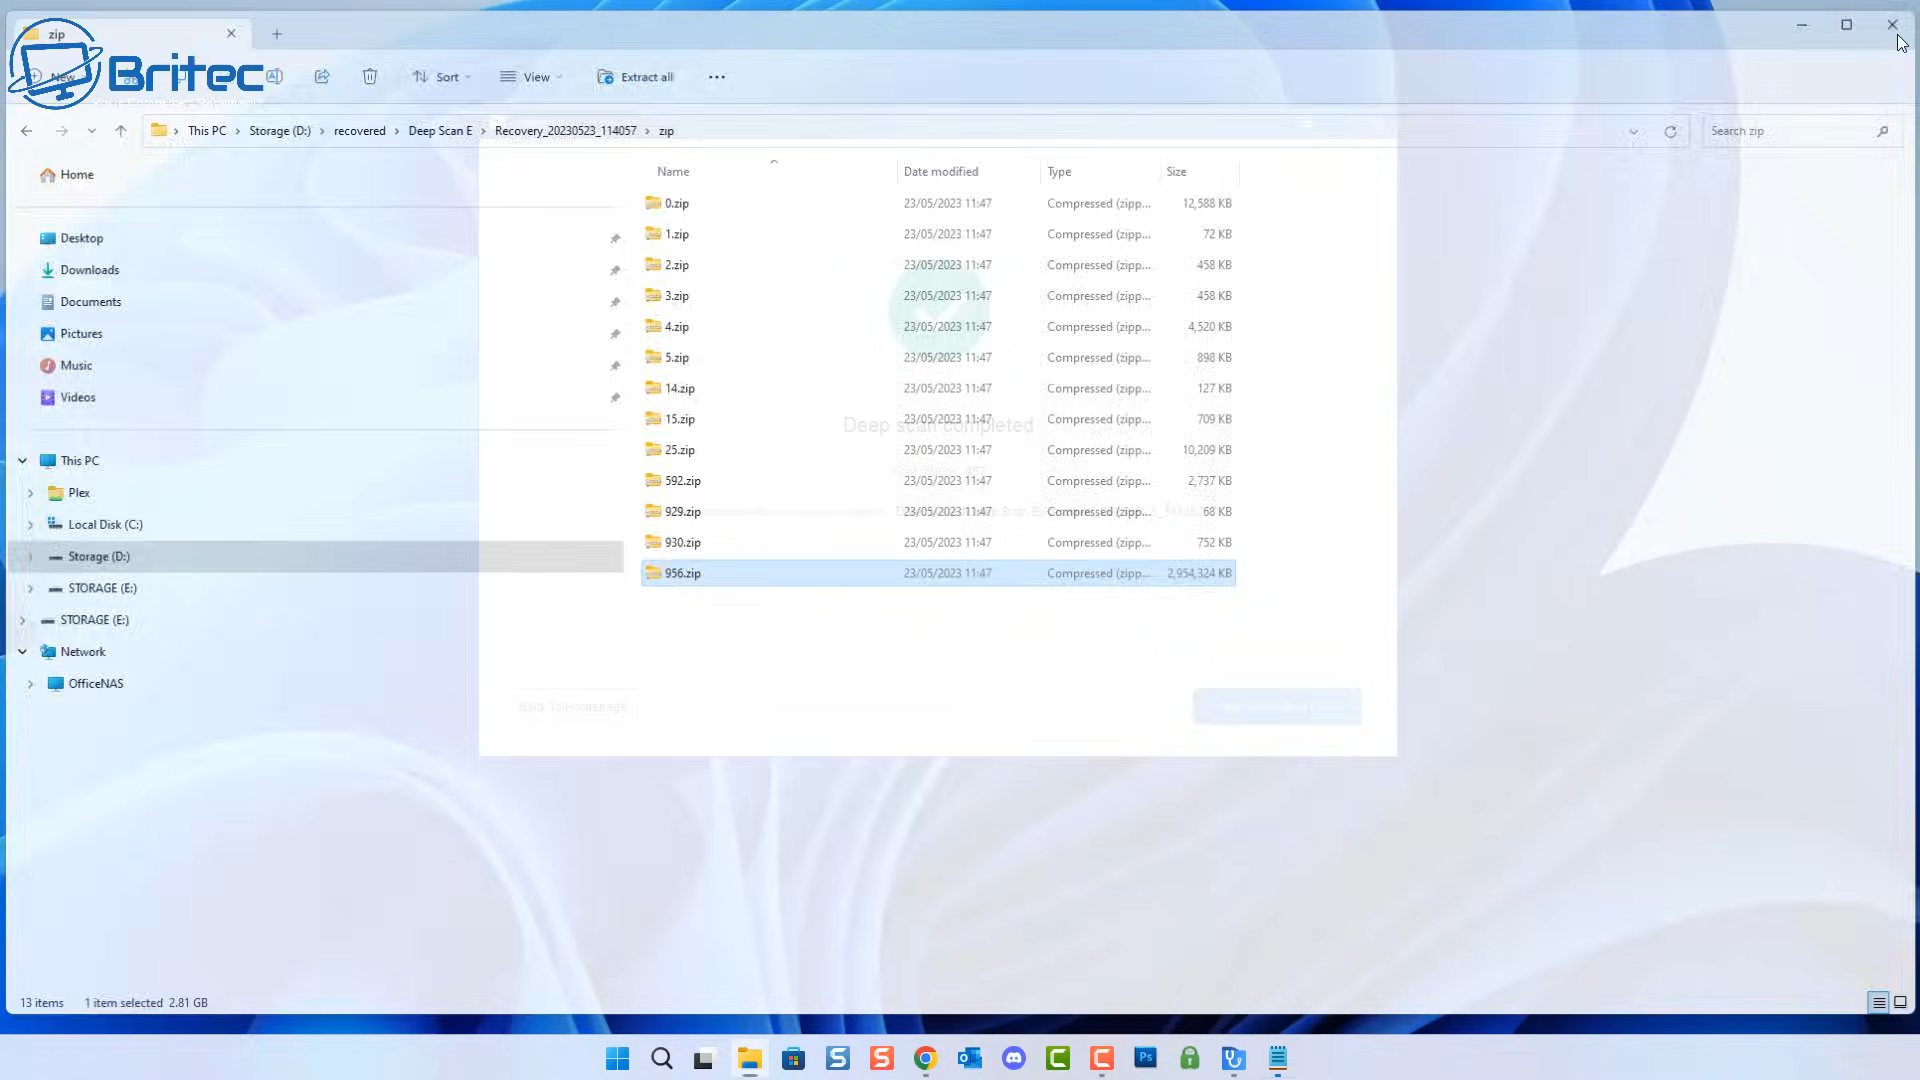 zip
Britec
New
Sort
View
Extract all
This PC
Storage (D:)
recovered
Deep Scan E
Recovery_20230523_114057
zip
Search zip
Home
Desktop
Downloads
Documents
Pictures
Music
Videos
This PC
Plex
Local Disk (C:)
Storage (D:)
STORAGE (E:)
STORAGE (E:)
Network
OfficeNAS
Name Date modified Type Size
0.zip 23/05/2023 11:47 Compressed (zipp... 12,588 KB
1.zip 23/05/2023 11:47 Compressed (zipp... 72 KB
2.zip 23/05/2023 11:47 Compressed (zipp... 458 KB
3.zip 23/05/2023 11:47 Compressed (zipp... 458 KB
4.zip 23/05/2023 11:47 Compressed (zipp... 4,520 KB
5.zip 23/05/2023 11:47 Compressed (zipp... 898 KB
14.zip 23/05/2023 11:47 Compressed (zipp... 127 KB
15.zip 23/05/2023 11:47 Compressed (zipp... 709 KB
Deep scan completed
25.zip 23/05/2023 11:47 Compressed (zipp... 10,209 KB
592.zip 23/05/2023 11:47 Compressed (zipp... 2,737 KB
929.zip 23/05/2023 11:47 Compressed (zipp... 68 KB
930.zip 23/05/2023 11:47 Compressed (zipp... 752 KB
956.zip 23/05/2023 11:47 Compressed (zipp... 2,954,324 KB
Back To Homepage
13 items 1 item selected 2.81 GB
Ps